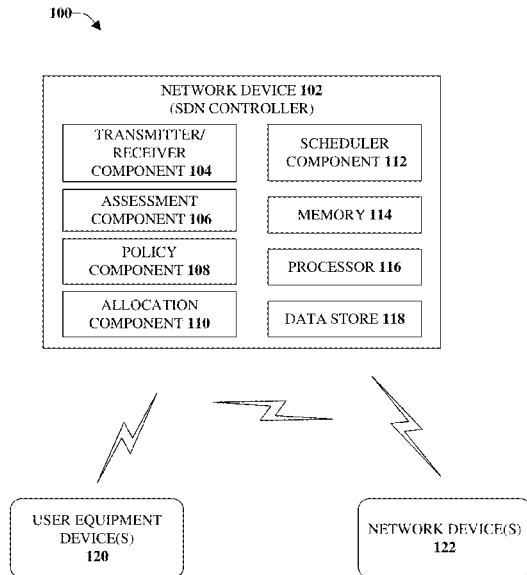 100
NETWORK DEVICE 102
(SDN CONTROLLER)
TRANSMITTER/
RECEIVER
COMPONENT 104
ASSESSMENT
COMPONENT 106
POLICY
COMPONENT 108
ALLOCATION
COMPONENT 110
SCHEDULER
COMPONENT 112
MEMORY 114
PROCESSOR 116
DATA STORE 118
USER EQUIPMENT
DEVICE(S)
120
NETWORK DEVICE(S)
122